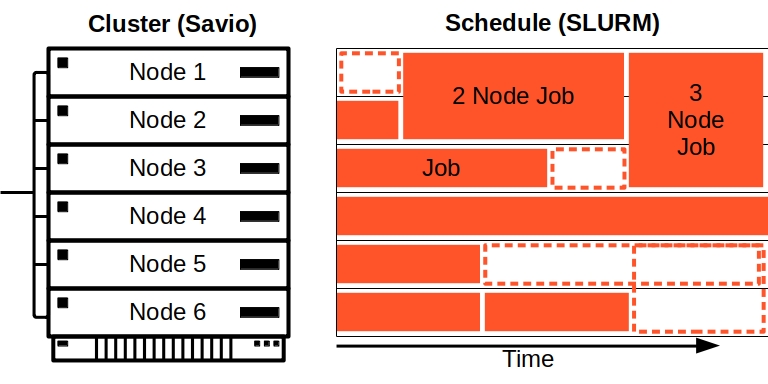 Cluster (Savio)
Schedule (SLURM)
Node 1
Node 2
Node 3
Node 4
Node 5
Node 6
2 Node Job
3
Node
Job
Job
Time